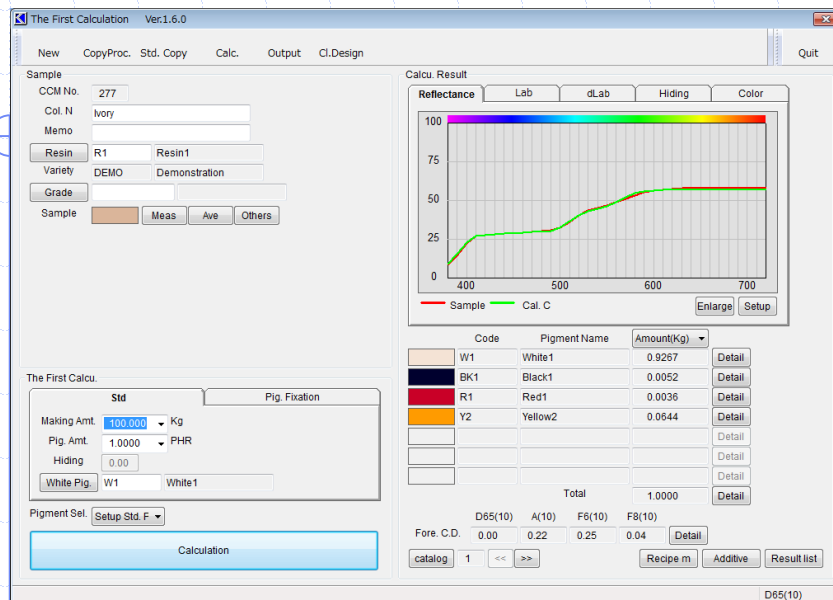 The First Calculation Ver.1.6.0
New CopyProc. Std. Copy Calc. Output Cl.Design Quit
Sample
CCM No. 277
Col. N Ivory
Memo
Resin R1 Resin1
Variety DEMO Demonstration
Grade
Sample Meas Ave Others
Calcu. Result
Reflectance Lab dLab Hiding Color
100
75
50
25
0
400 500 600 700
Sample Cal. C Enlarge Setup
Code Pigment Name Amount(Kg)
W1 White1 0.9267 Detail
BK1 Black1 0.0052 Detail
R1 Red1 0.0036 Detail
Y2 Yellow2 0.0644 Detail
Detail
Detail
Detail
Total 1.0000 Detail
The First Calcu.
Std Pig. Fixation
Making Amt. 100.000 Kg
Pig. Amt. 1.0000 PHR
Hiding 0.00
White Pig. W1 White1
Pigment Sel. Setup Std. F
Calculation
D65(10) A(10) F6(10) F8(10)
Fore. C.D. 0.00 0.22 0.25 0.04 Detail
catalog 1 << >> Recipe m Additive Result list
D65(10)